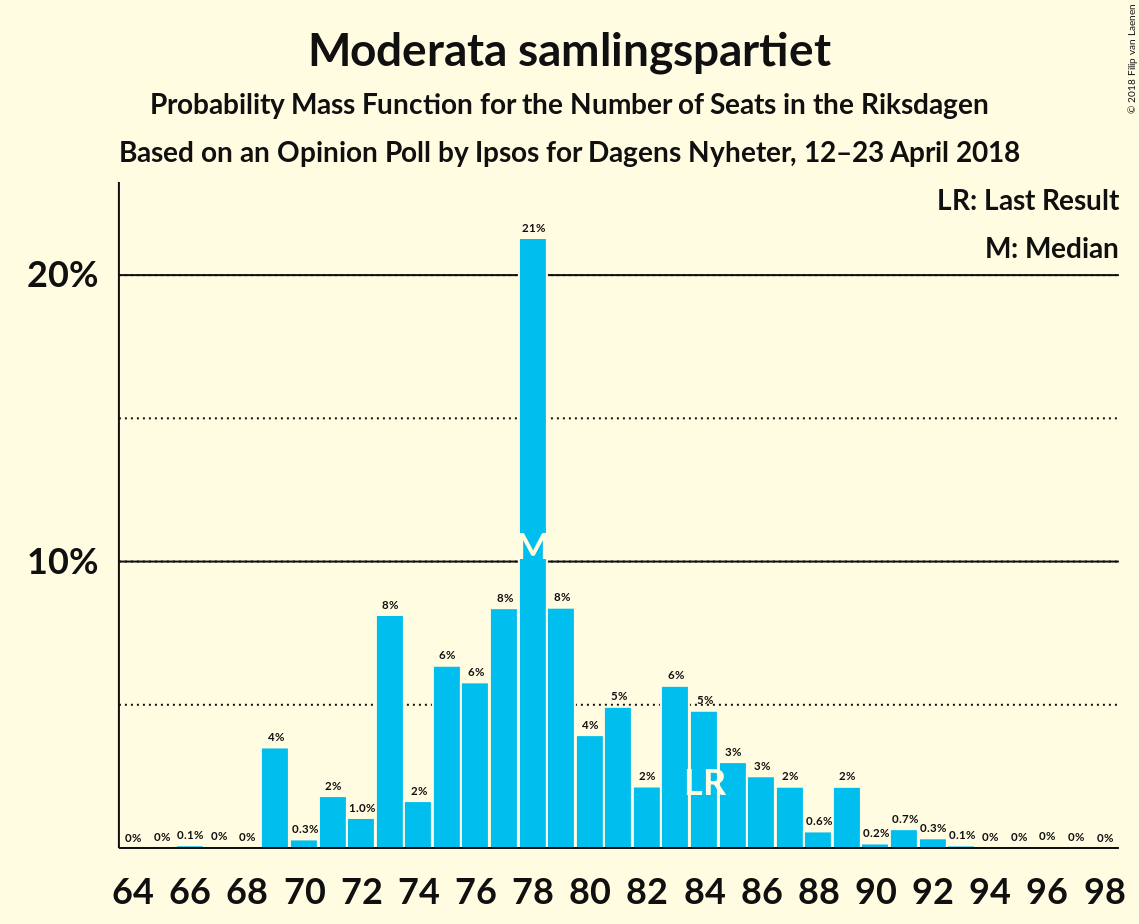 Moderata samlingspartiet
Probability Mass Function for the Number of Seats in the Riksdagen
Based on an Opinion Poll by Ipsos for Dagens Nyheter, 12–23 April 2018
© 2018 Filip van Laenen
LR: Last Result
M: Median
20%
10%
0% 0% 0.1% 0% 0% 4% 0.3% 2% 1.0% 8% 2% 6% 6% 8% 21% 8% 4% 5% 2% 6% 5% 3% 3% 2% 0.6% 2% 0.2% 0.7% 0.3% 0.1% 0% 0% 0% 0% 0%
M
LR
64 66 68 70 72 74 76 78 80 82 84 86 88 90 92 94 96 98